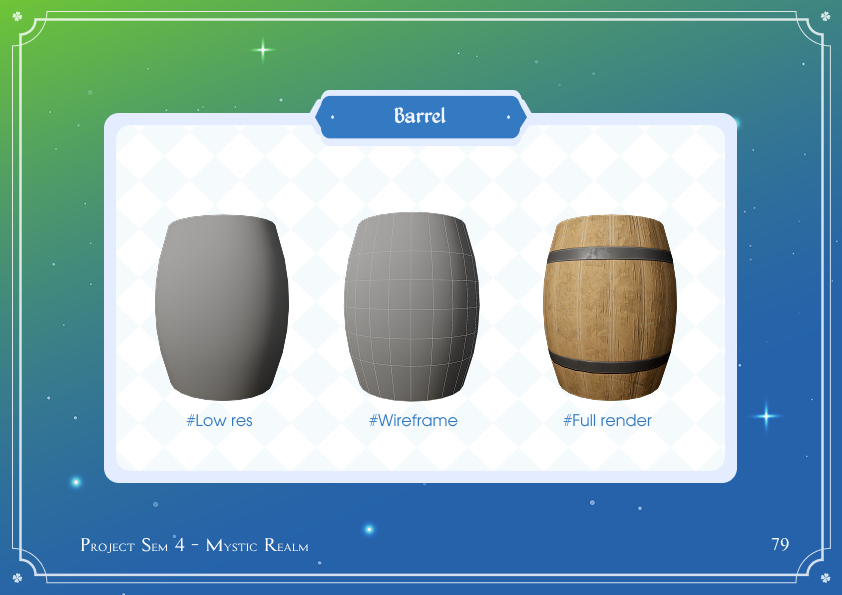 Barrel
#Low res
#Wireframe
#Full render
Project Sem 4 - Mystic Realm
79